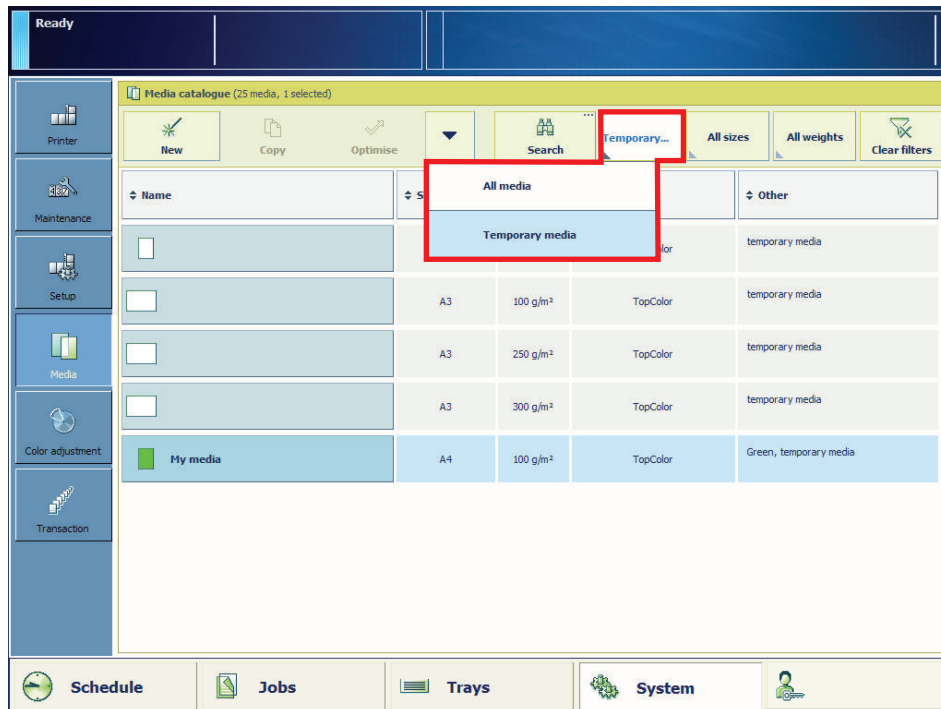 Ready
Media catalogue (25 media, 1 selected)
Printer
Maintenance
Setup
Media
Color adjustment
Transaction
New
Copy
Optimise
Search
...
Temporary...
All sizes
All weights
Clear filters
All media
Temporary media
Name
S
Other
lor
temporary media
A3
100 g/m²
TopColor
temporary media
A3
250 g/m²
TopColor
temporary media
A3
300 g/m²
TopColor
temporary media
My media
A4
100 g/m²
TopColor
Green, temporary media
Schedule
Jobs
Trays
System